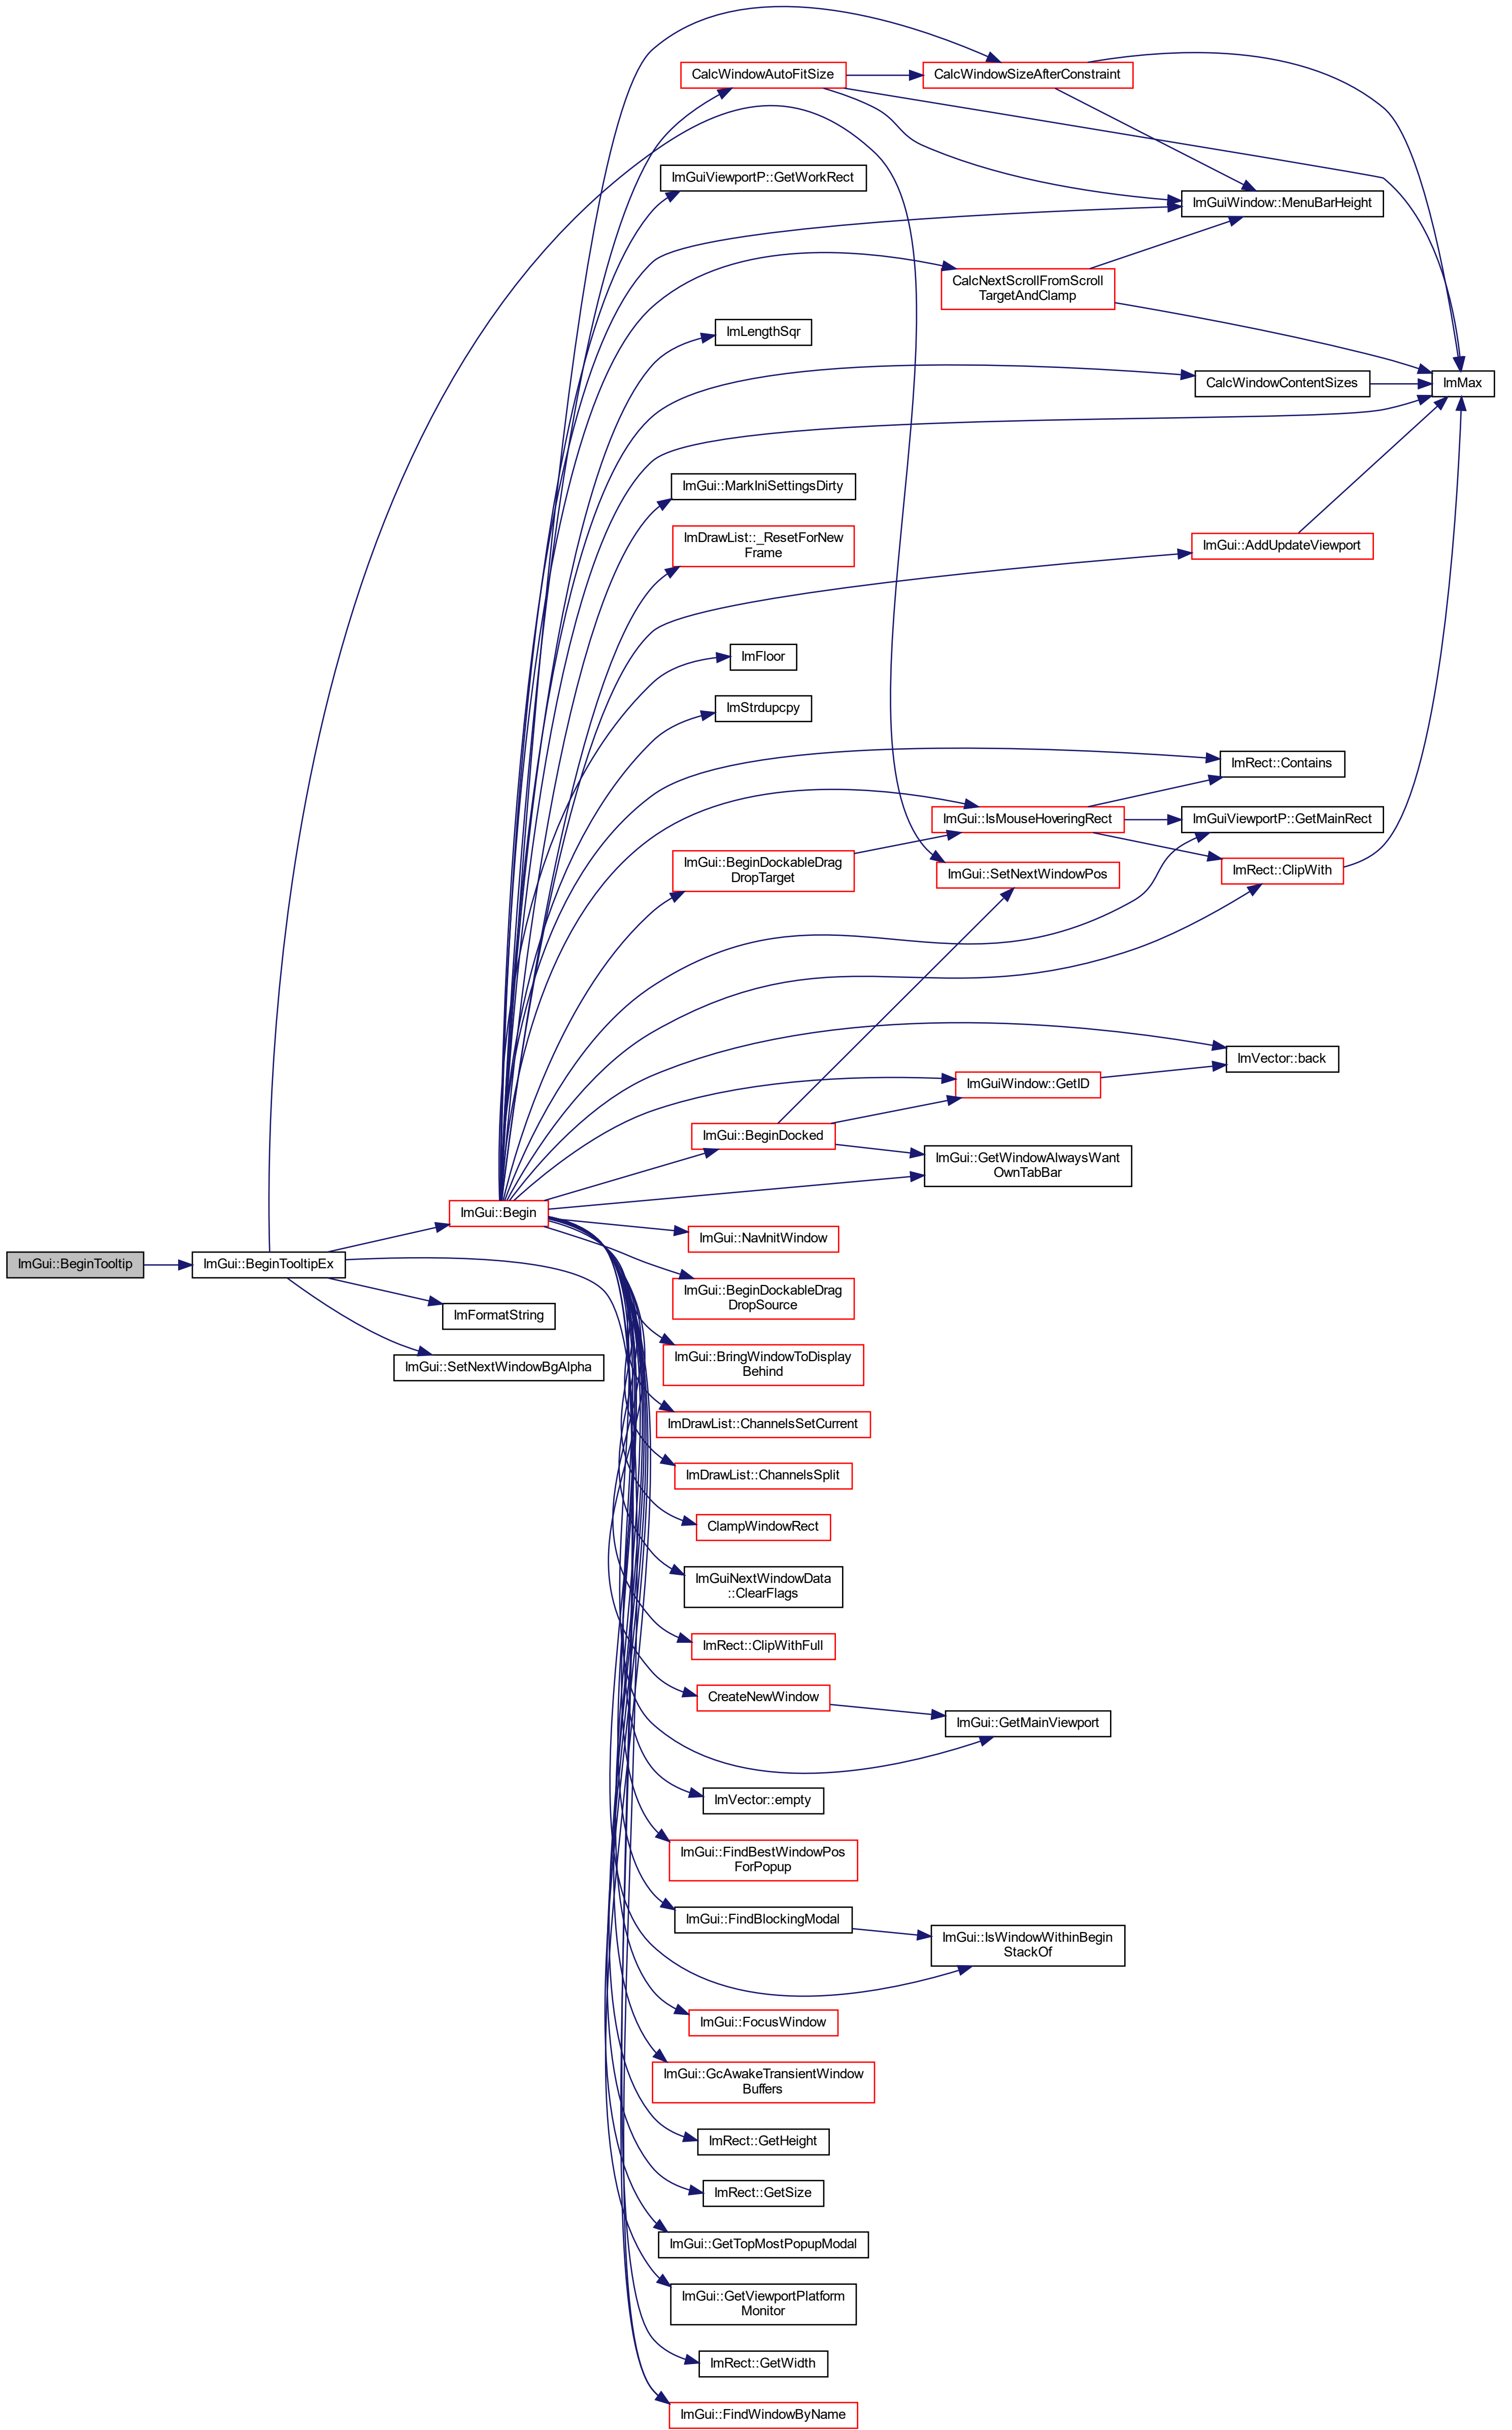 CalcWindowAutoFitSize
CalcWindowSizeAfterConstraint
ImGuiViewportP::GetWorkRect
ImGuiWindow::MenuBarHeight
CalcNextScrollFromScroll
TargetAndClamp
ImLengthSqr
CalcWindowContentSizes
ImMax
ImGui::MarkIniSettingsDirty
ImDrawList::_ResetForNew
Frame
ImGui::AddUpdateViewport
ImFloor
ImStrdupcpy
ImRect::Contains
ImGui::IsMouseHoveringRect
ImGuiViewportP::GetMainRect
ImGui::BeginDockableDrag
DropTarget
ImGui::SetNextWindowPos
ImRect::ClipWith
ImVector::back
ImGuiWindow::GetID
ImGui::BeginDocked
ImGui::GetWindowAlwaysWant
OwnTabBar
ImGui::Begin
ImGui::NavInitWindow
ImGui::BeginTooltip
ImGui::BeginTooltipEx
ImGui::BeginDockableDrag
DropSource
ImFormatString
ImGui::SetNextWindowBgAlpha
ImGui::BringWindowToDisplay
Behind
ImDrawList::ChannelsSetCurrent
ImDrawList::ChannelsSplit
ClampWindowRect
ImGuiNextWindowData
::ClearFlags
ImRect::ClipWithFull
CreateNewWindow
ImGui::GetMainViewport
ImVector::empty
ImGui::FindBestWindowPos
ForPopup
ImGui::FindBlockingModal
ImGui::IsWindowWithinBegin
StackOf
ImGui::FocusWindow
ImGui::GcAwakeTransientWindow
Buffers
ImRect::GetHeight
ImRect::GetSize
ImGui::GetTopMostPopupModal
ImGui::GetViewportPlatform
Monitor
ImRect::GetWidth
ImGui::FindWindowByName